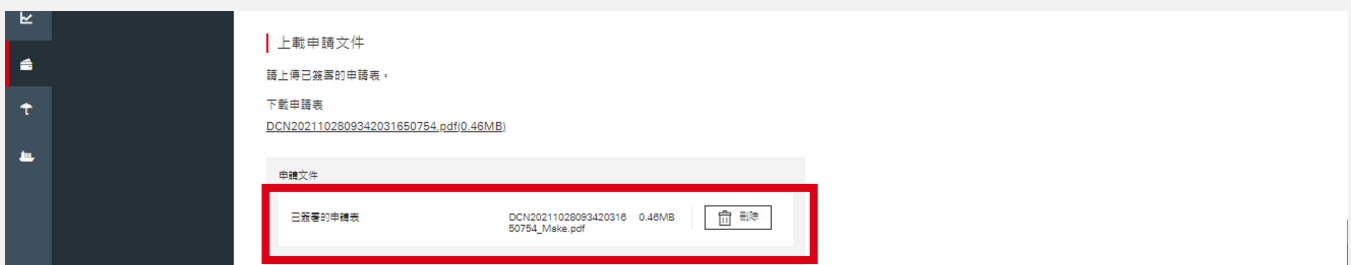 上載申請文件
請上傳已簽署的申請表。
下載申請表
DCN2021102809342031650754.pdf(0.46MB)
申請文件
已簽署的申請表 DCN20211028093420316 0.46MB 刪除
50754_Make.pdf